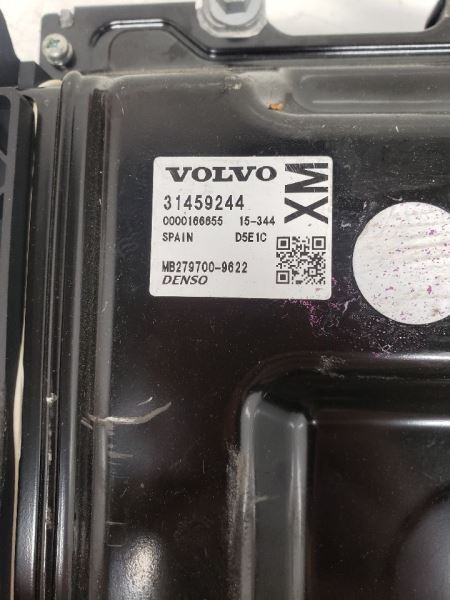 VOLVO
XM
31459244
0000166655 15-344
SPAIN D5E1C
MB279700-9622
DENSO